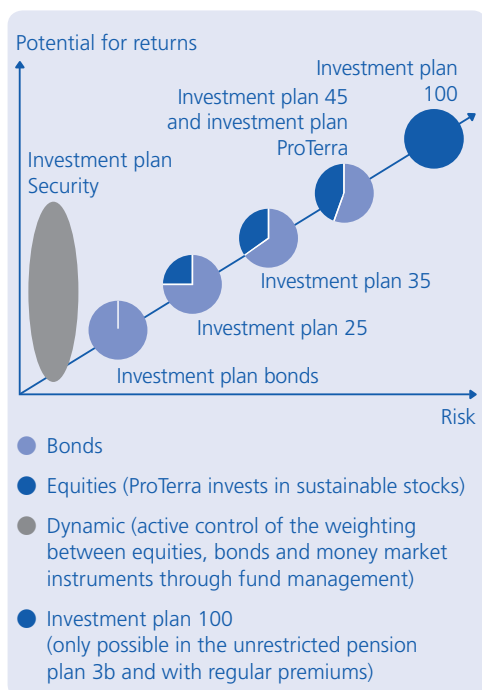 Potential for returns
Investment plan
100
Investment plan 45
and investment plan
ProTerra
Investment plan
Security
Investment plan 35
Investment plan 25
Investment plan bonds
Risk
Bonds
Equities (ProTerra invests in sustainable stocks)
Dynamic (active control of the weighting
between equities, bonds and money market
instruments through fund management)
Investment plan 100
(only possible in the unrestricted pension
plan 3b and with regular premiums)